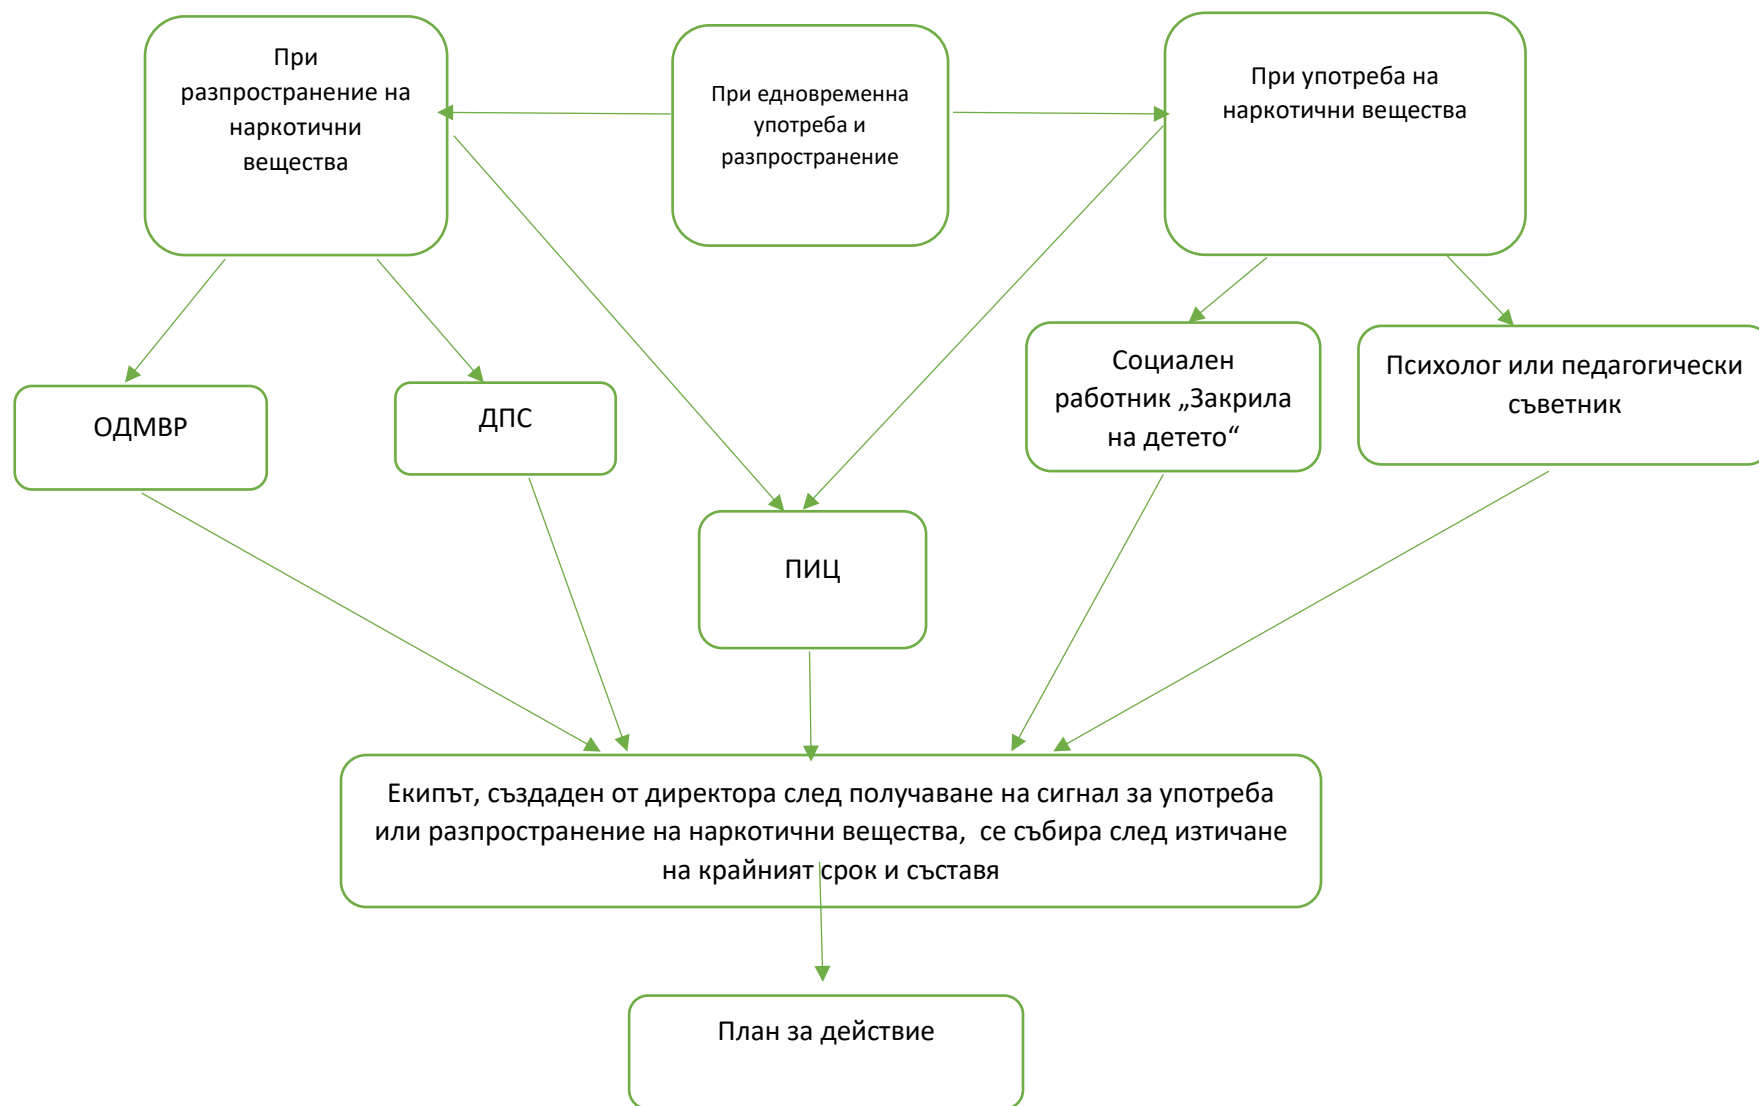 При
разпространение на
наркотични
вещества
При едновременна
употреба и
разпространение
При употреба на
наркотични вещества
ОДМВР
ДПС
ПИЦ
Социален
работник „Закрила
на детето“
Психолог или педагогически
съветник
Екипът, създаден от директора след получаване на сигнал за употреба
или разпространение на наркотични вещества,  се събира след изтичане
на крайният срок и съставя
План за действие